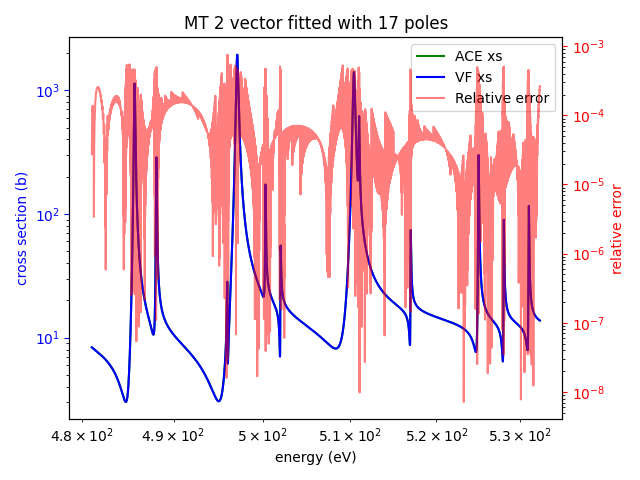 MT 2 vector fitted with 17 poles
ACE xs
VF xs
Relative error
cross section (b)
10³
10²
10¹
relative error
10⁻³
10⁻⁴
10⁻⁵
10⁻⁶
10⁻⁷
10⁻⁸
4.8 × 10² 4.9 × 10² 5 × 10² 5.1 × 10² 5.2 × 10² 5.3 × 10²
energy (eV)